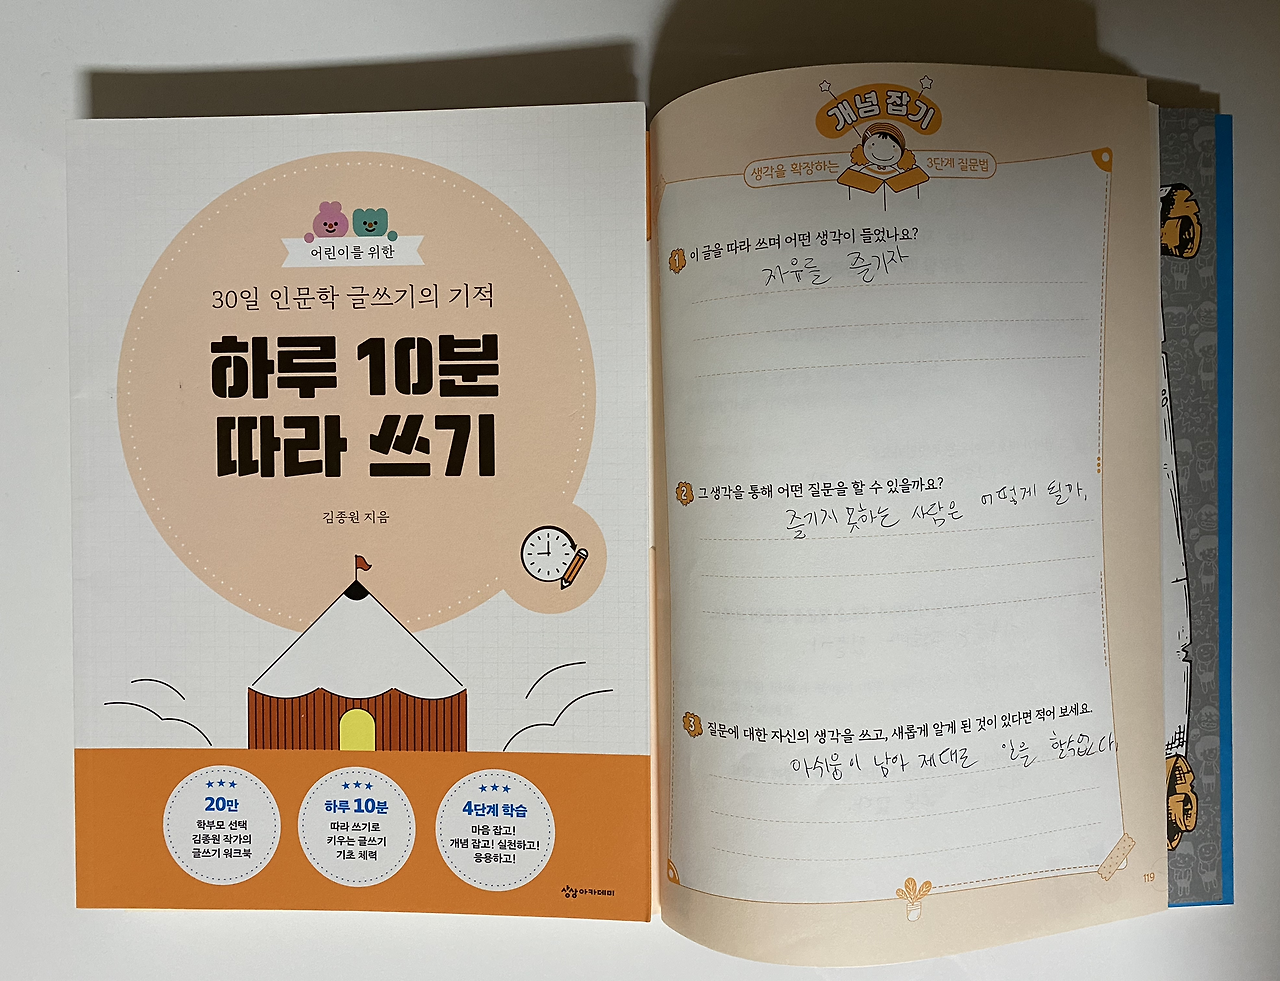 어린이를 위한
30일 인문학 글쓰기의 기적
하루 10분
따라 쓰기
김종원 지음
20만
학부모 선택
김종원 작가의
글쓰기 워크북
하루 10분
따라 쓰기로
키우는 글쓰기
기초 체력
4단계 학습
마음 잡고!
개념 잡고! 실천하고!
응용하고!
상상아카데미
개념 잡기
생각을 확장하는 3단계 질문법
1 이 글을 따라 쓰며 어떤 생각이 들었나요?
자유를 즐기자
2 그 생각을 통해 어떤 질문을 할 수 있을까요?
즐기지 못하는 사람은 어떻게 될까.
3 질문에 대한 자신의 생각을 쓰고, 새롭게 알게 된 것이 있다면 적어 보세요.
아쉬움이 남아 제대로 일을 할수없다.
119